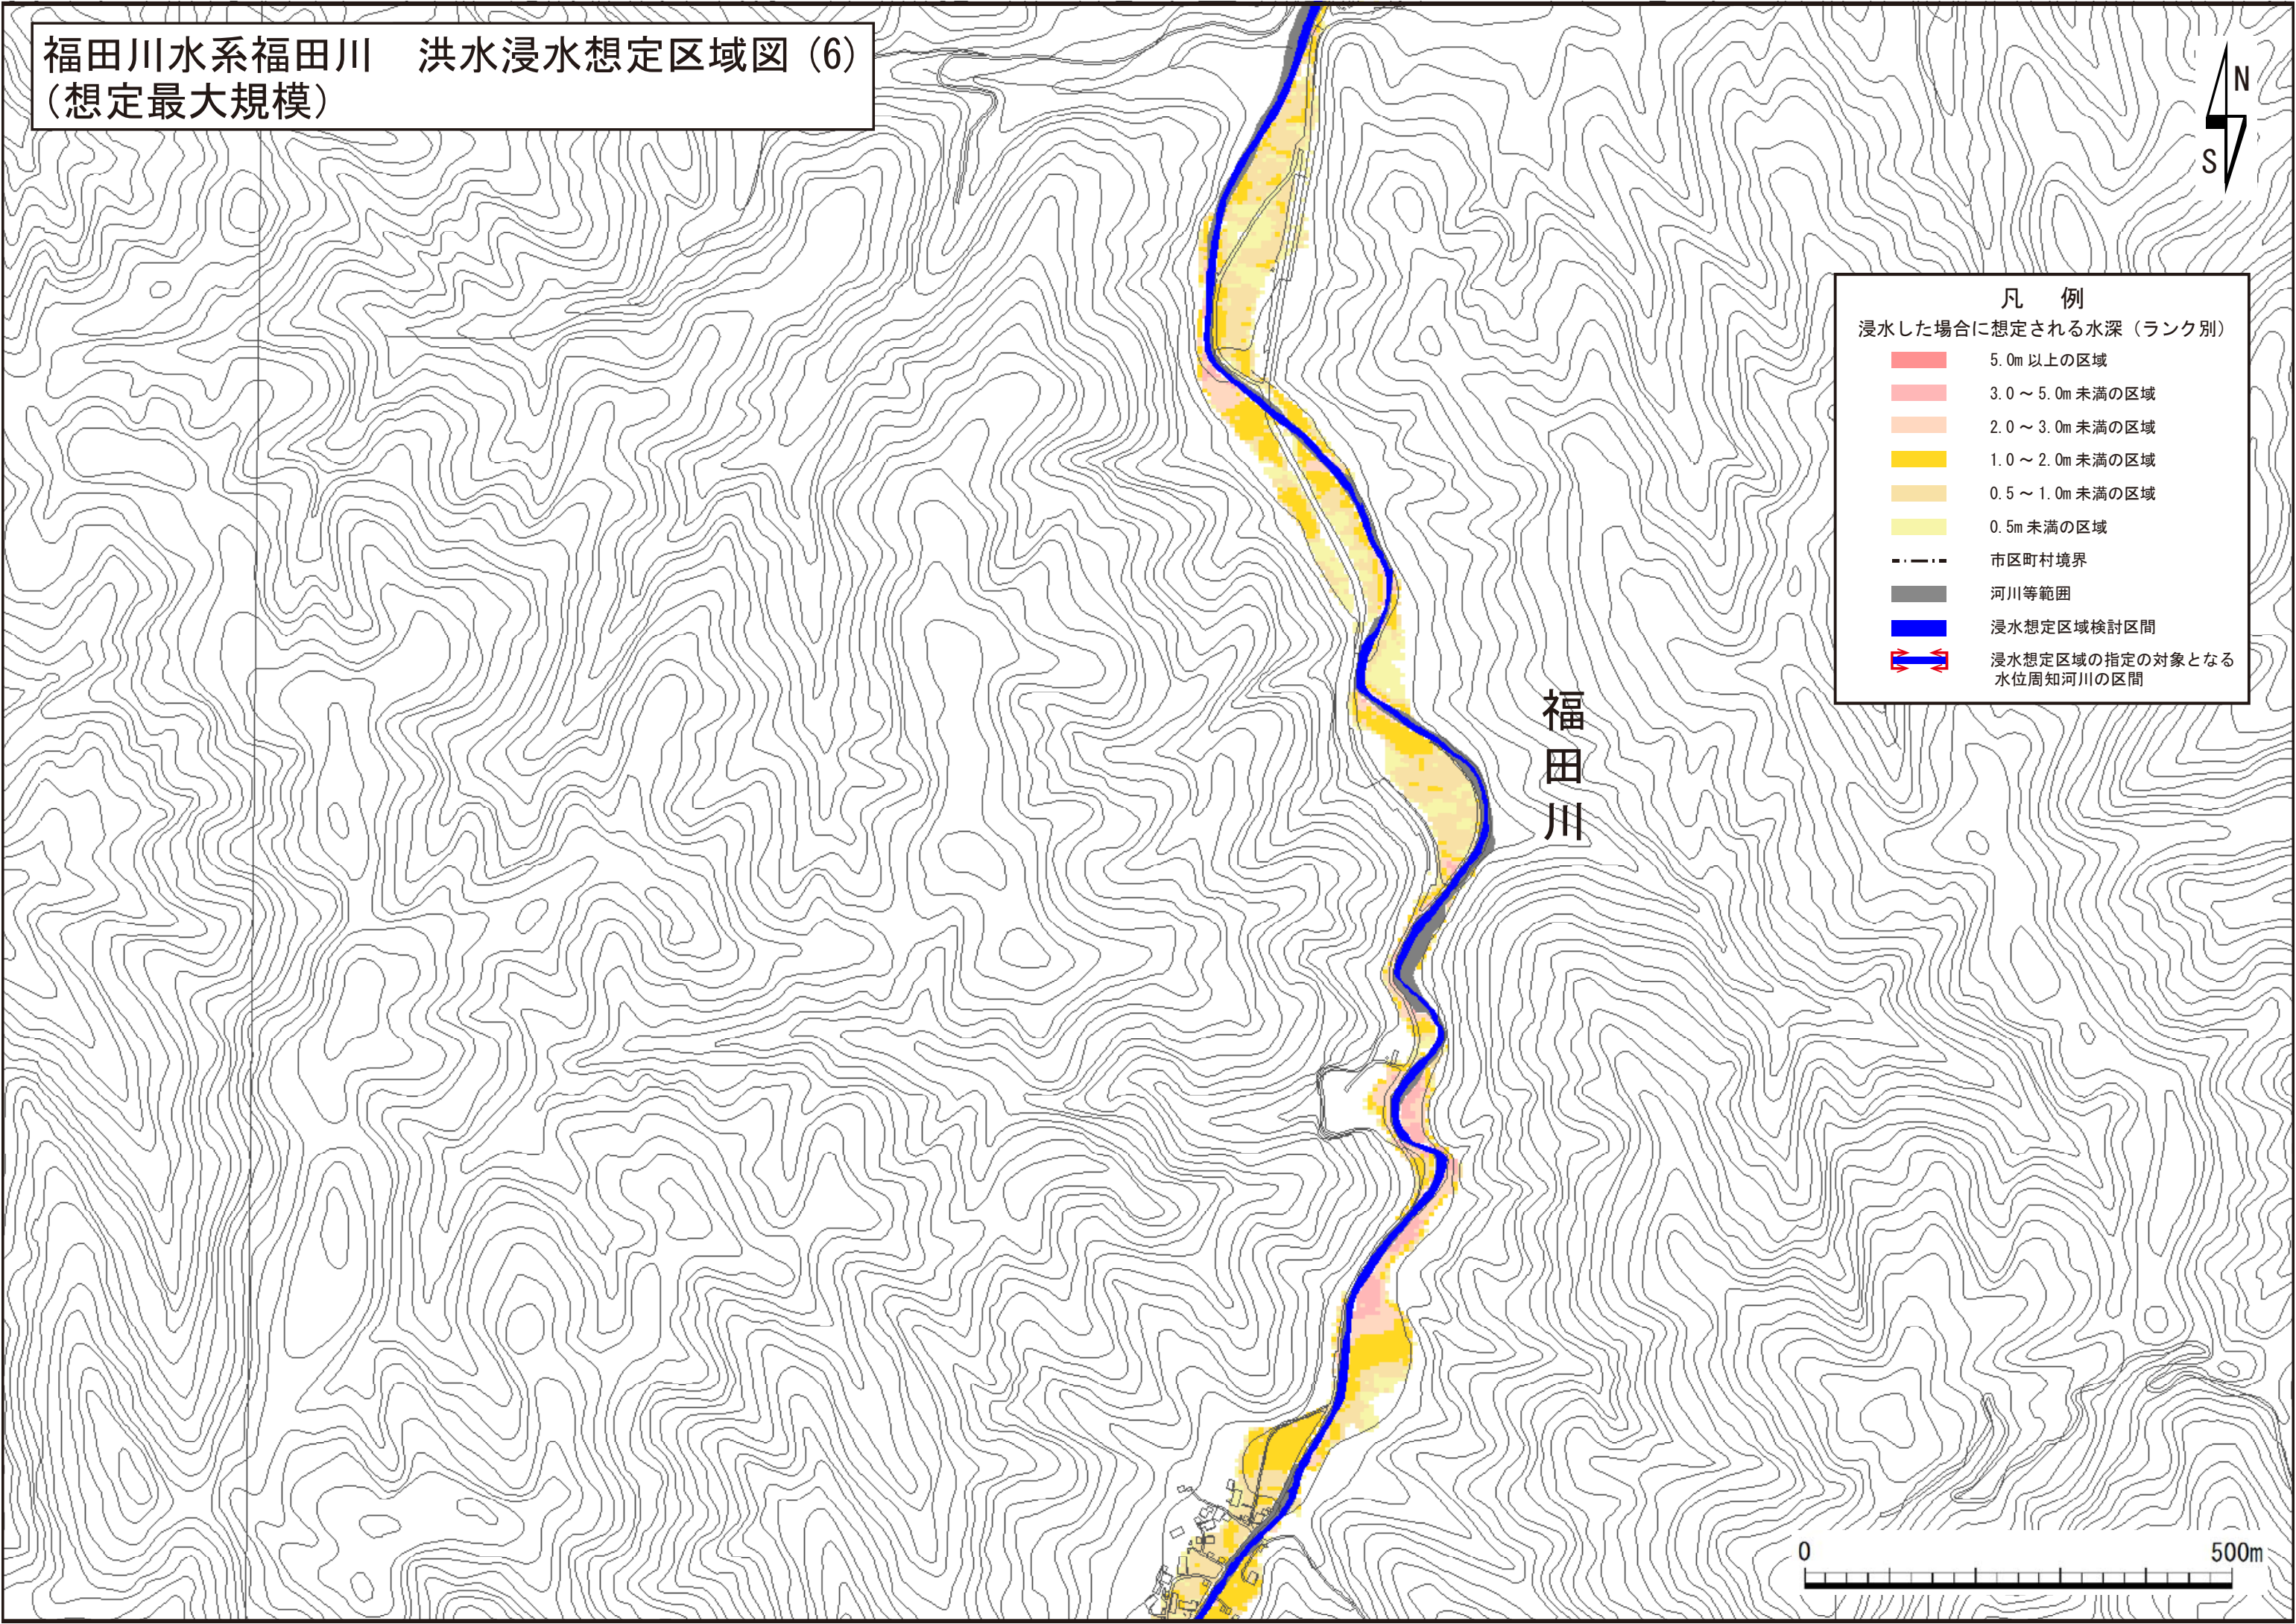 福田川水系福田川　洪水浸水想定区域図（6）
（想定最大規模）
N
S
凡　例
浸水した場合に想定される水深（ランク別）
5.0m 以上の区域
3.0 ～ 5.0m 未満の区域
2.0 ～ 3.0m 未満の区域
1.0 ～ 2.0m 未満の区域
0.5 ～ 1.0m 未満の区域
0.5m 未満の区域
市区町村境界
河川等範囲
浸水想定区域検討区間
浸水想定区域の指定の対象となる
水位周知河川の区間
福田川
0 500m